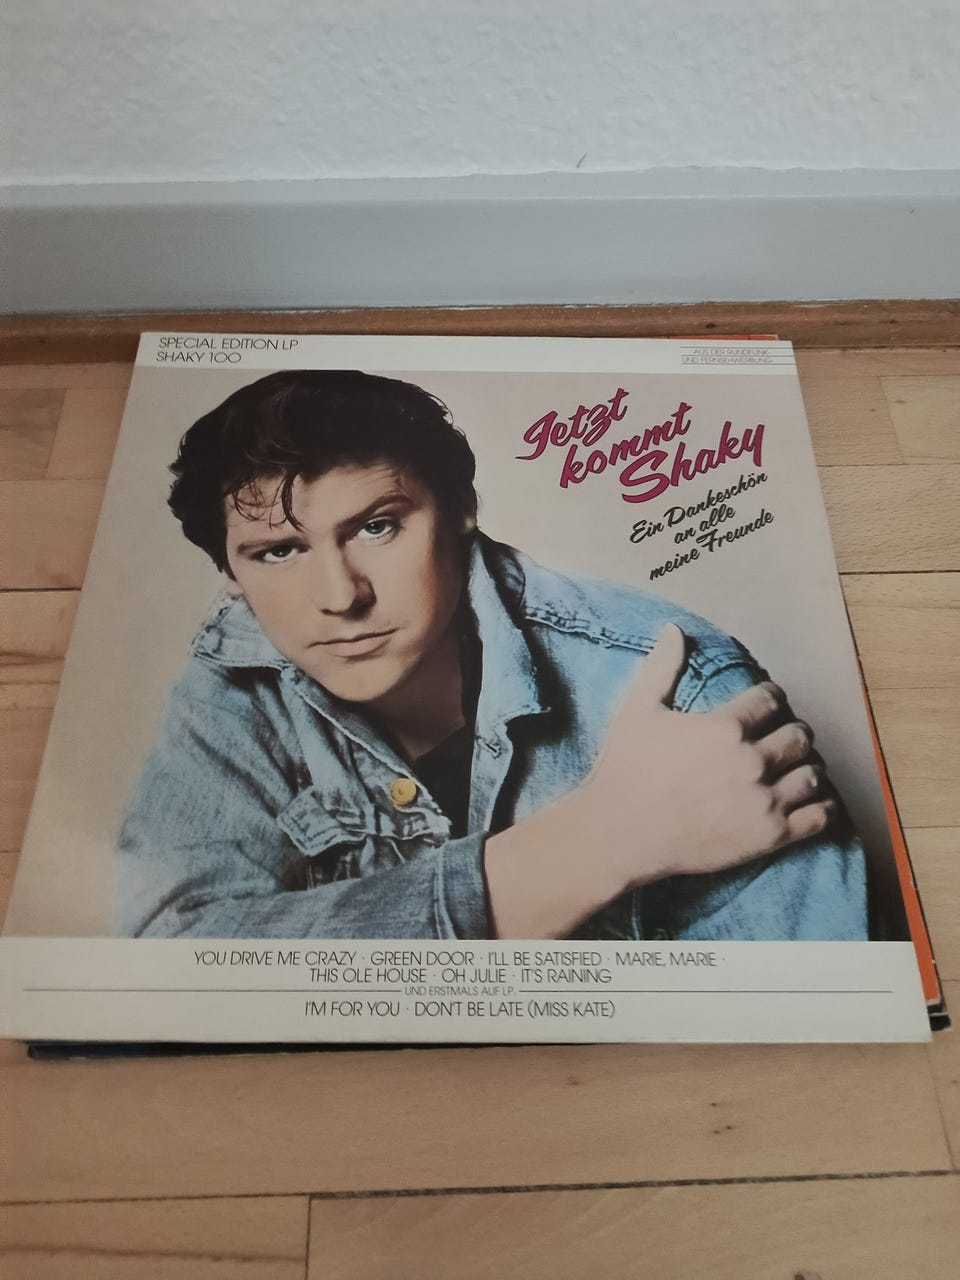 SPECIAL EDITION LP
SHAKY 100
AUS DER RUNDFUNK-
UND FERNSEHWERBUNG
Jetzt
kommt
Shaky
Ein Dankeschön
an alle
meine Freunde
YOU DRIVE ME CRAZY · GREEN DOOR · I'LL BE SATISFIED · MARIE, MARIE ·
THIS OLE HOUSE · OH JULIE · IT'S RAINING
UND ERSTMALS AUF LP:
I'M FOR YOU · DON'T BE LATE (MISS KATE)